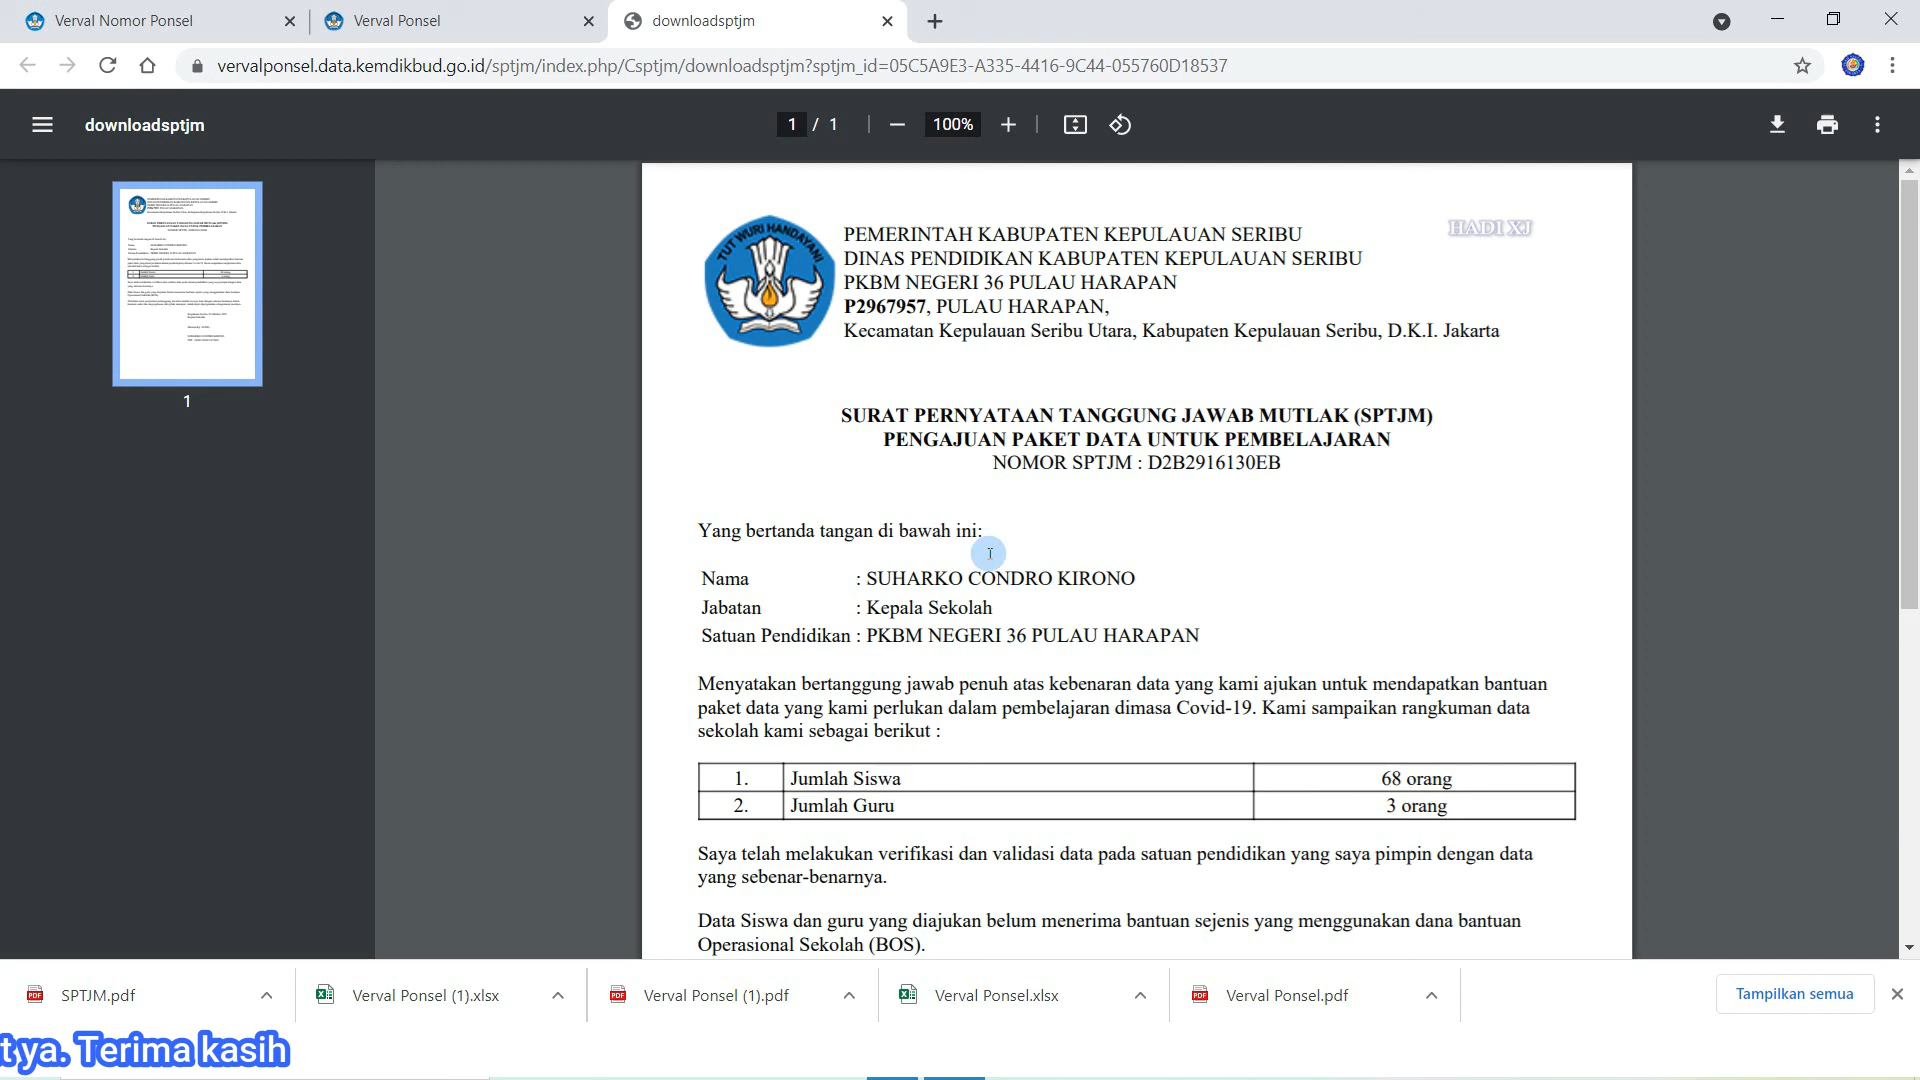 Verval Nomor Ponsel
Verval Ponsel
downloadsptjm
vervalponsel.data.kemdikbud.go.id/sptjm/index.php/Csptjm/downloadsptjm?sptjm_id=05C5A9E3-A335-4416-9C44-055760D18537
downloadsptjm
1 / 1
100%
1
TUT WURI HANDAYANI
HADI XJ
PEMERINTAH KABUPATEN KEPULAUAN SERIBU
DINAS PENDIDIKAN KABUPATEN KEPULAUAN SERIBU
PKBM NEGERI 36 PULAU HARAPAN
P2967957, PULAU HARAPAN,
Kecamatan Kepulauan Seribu Utara, Kabupaten Kepulauan Seribu, D.K.I. Jakarta
SURAT PERNYATAAN TANGGUNG JAWAB MUTLAK (SPTJM)
PENGAJUAN PAKET DATA UNTUK PEMBELAJARAN
NOMOR SPTJM : D2B2916130EB
Yang bertanda tangan di bawah ini:
Nama : SUHARKO CONDRO KIRONO
Jabatan : Kepala Sekolah
Satuan Pendidikan : PKBM NEGERI 36 PULAU HARAPAN
Menyatakan bertanggung jawab penuh atas kebenaran data yang kami ajukan untuk mendapatkan bantuan
paket data yang kami perlukan dalam pembelajaran dimasa Covid-19. Kami sampaikan rangkuman data
sekolah kami sebagai berikut :
1. Jumlah Siswa 68 orang
2. Jumlah Guru 3 orang
Saya telah melakukan verifikasi dan validasi data pada satuan pendidikan yang saya pimpin dengan data
yang sebenar-benarnya.
Data Siswa dan guru yang diajukan belum menerima bantuan sejenis yang menggunakan dana bantuan
Operasional Sekolah (BOS).
SPTJM.pdf
Verval Ponsel (1).xlsx
Verval Ponsel (1).pdf
Verval Ponsel.xlsx
Verval Ponsel.pdf
Tampilkan semua
t ya. Terima kasih